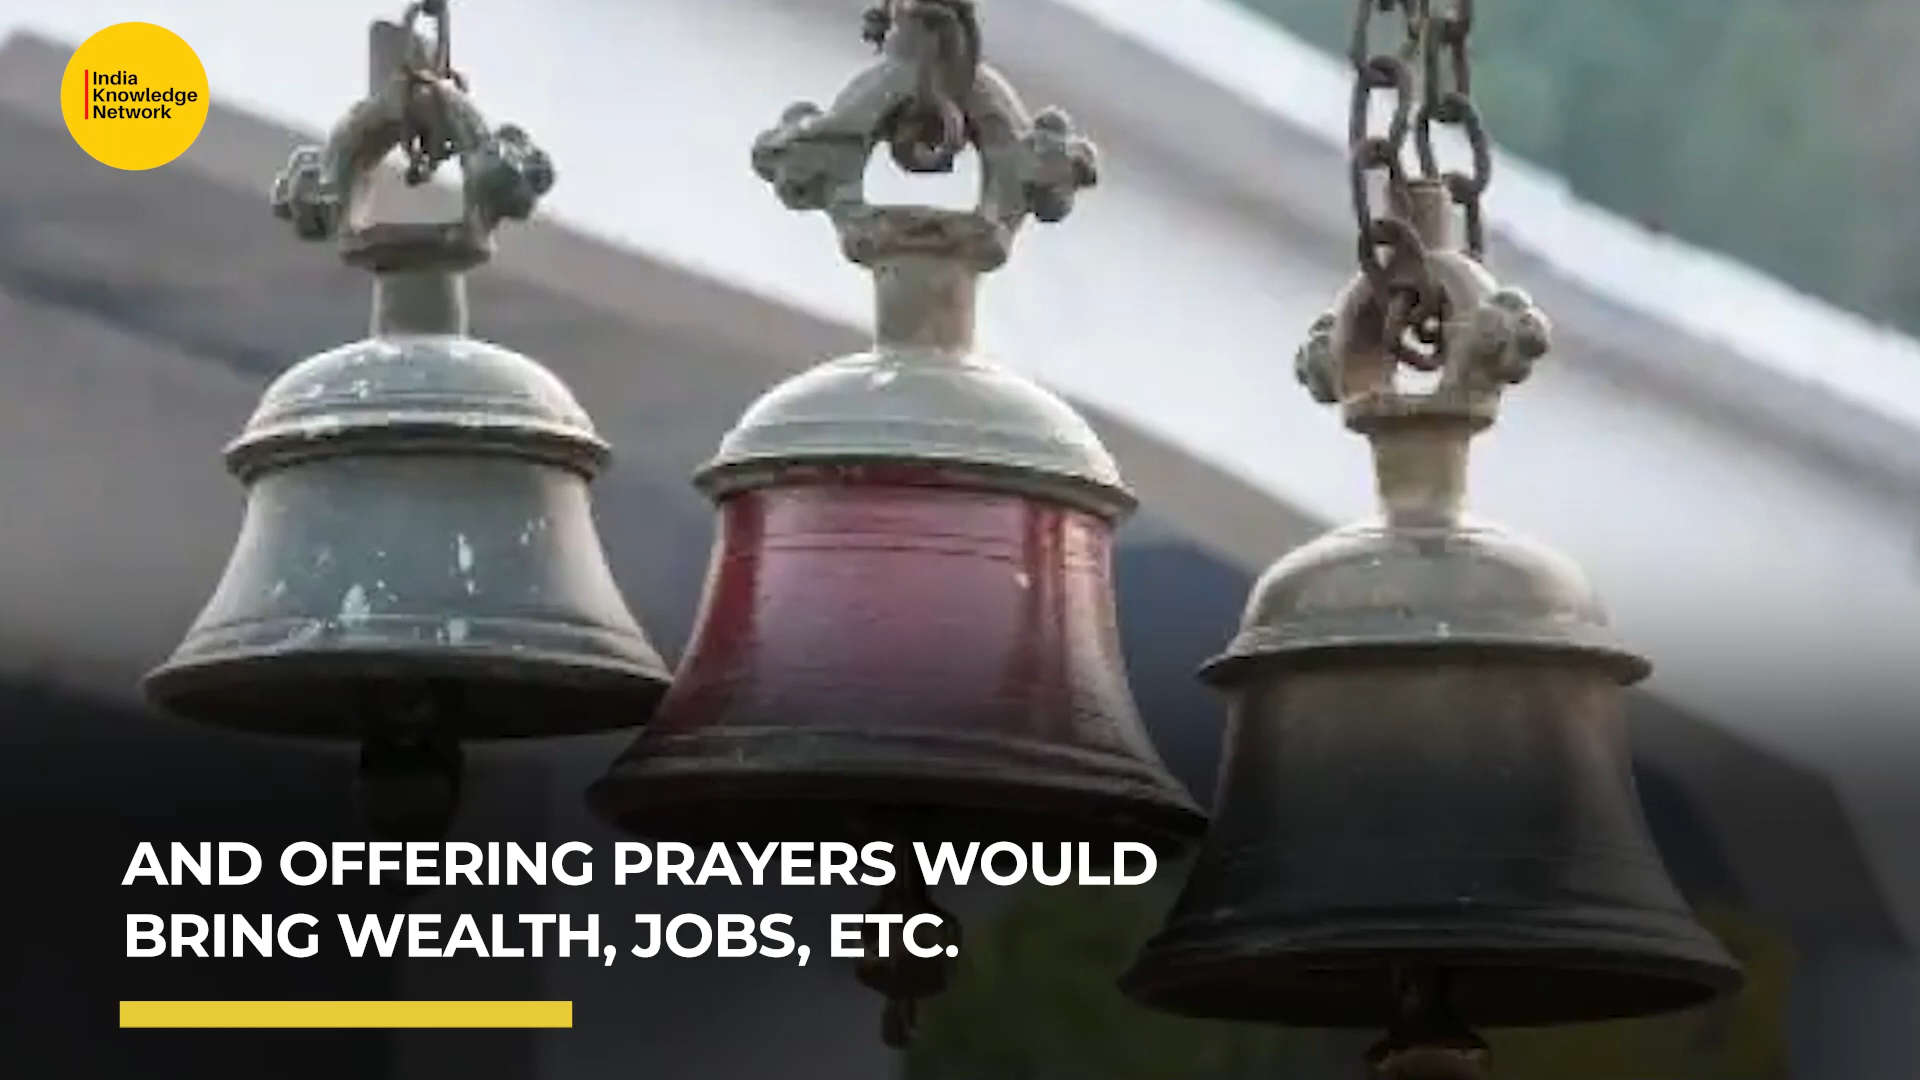 India
Knowledge
Network
AND OFFERING PRAYERS WOULD
BRING WEALTH, JOBS, ETC.